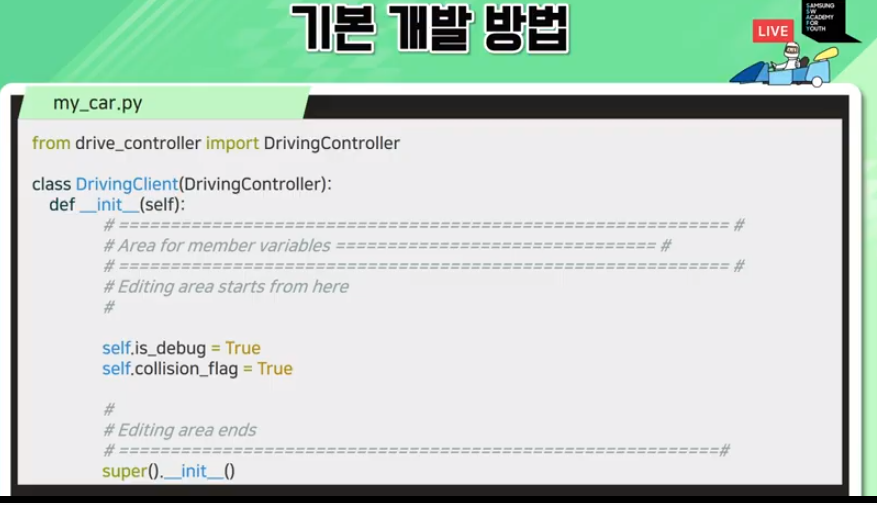 기본 개발 방법
LIVE
SAMSUNG
SW
ACADEMY
FOR
YOUTH
my_car.py
from drive_controller import DrivingController
class DrivingClient(DrivingController):
def __init__(self):
# =========================================================== #
# Area for member variables =============================== #
# =========================================================== #
# Editing area starts from here
#
self.is_debug = True
self.collision_flag = True
#
# Editing area ends
# ==========================================================#
super().__init__()